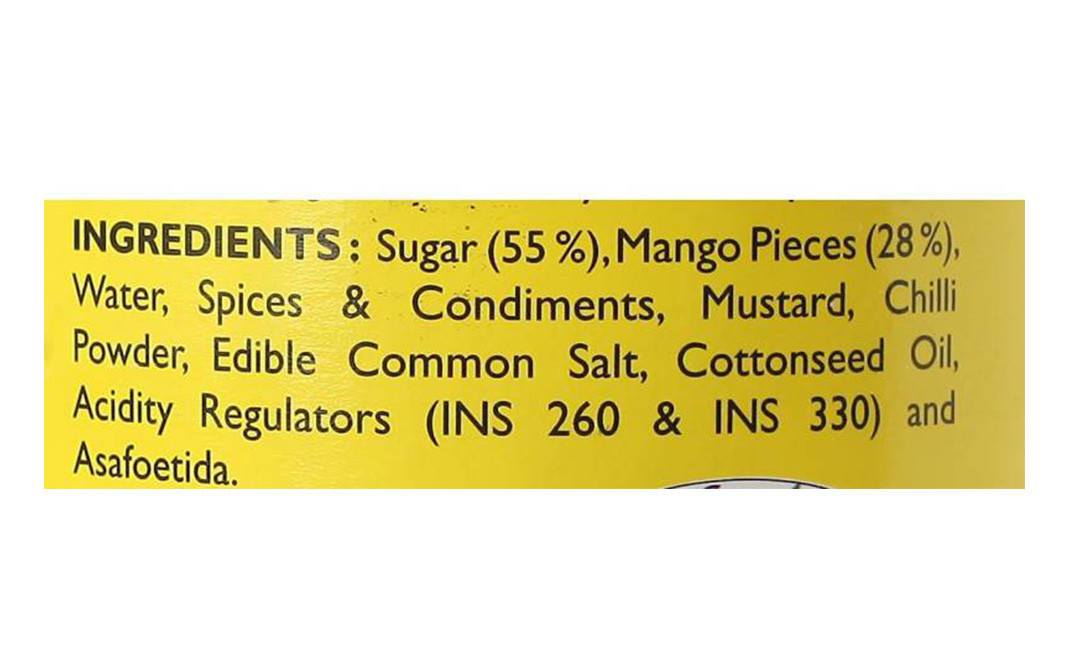 INGREDIENTS: Sugar (55%), Mango Pieces (28%),
Water, Spices & Condiments, Mustard, Chilli
Powder, Edible Common Salt, Cottonseed Oil,
Acidity Regulators (INS 260 & INS 330) and
Asafoetida.